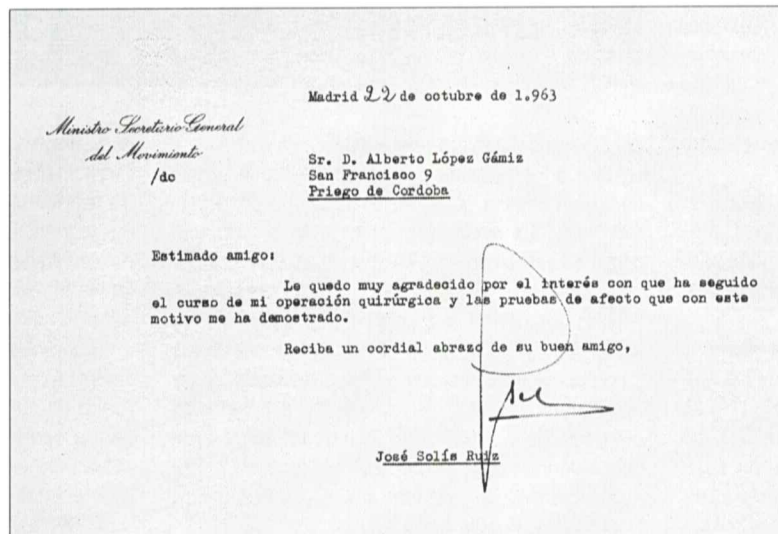 Madrid 22 de octubre de 1.963
Ministro Secretario General
del Movimiento
/dc
Sr. D. Alberto López Gámiz
San Francisco 9
Priego de Cordoba
Estimado amigo:
Le quedo muy agradecido por el interés con que ha seguido
el curso de mi operación quirúrgica y las pruebas de afecto que con este
motivo me ha demostrado.
Reciba un cordial abrazo de su buen amigo,
José Solís Ruiz